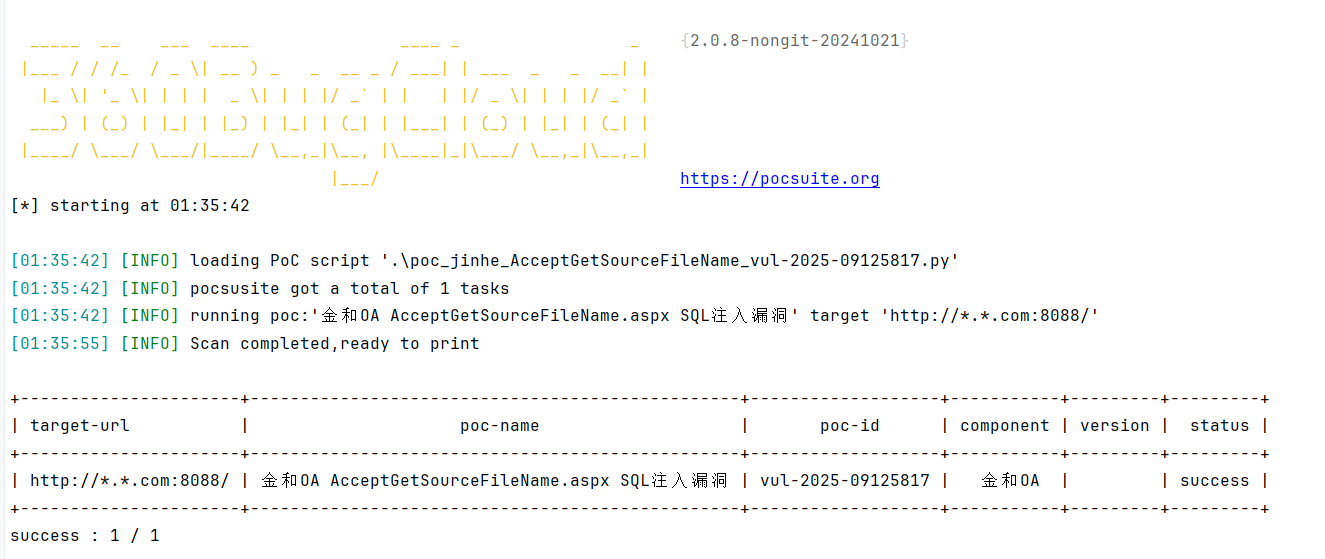 360BugCloud {2.0.8-nongit-20241021}
https://pocsuite.org
[*] starting at 01:35:42
[01:35:42] [INFO] loading PoC script '.\poc_jinhe_AcceptGetSourceFileName_vul-2025-09125817.py'
[01:35:42] [INFO] pocsusite got a total of 1 tasks
[01:35:42] [INFO] running poc:'金和OA AcceptGetSourceFileName.aspx SQL注入漏洞' target 'http://*.*.com:8088/'
[01:35:55] [INFO] Scan completed,ready to print
| target-url | poc-name | poc-id | component | version | status |
| http://*.*.com:8088/ | 金和OA AcceptGetSourceFileName.aspx SQL注入漏洞 | vul-2025-09125817 | 金和OA | | success |
success : 1 / 1